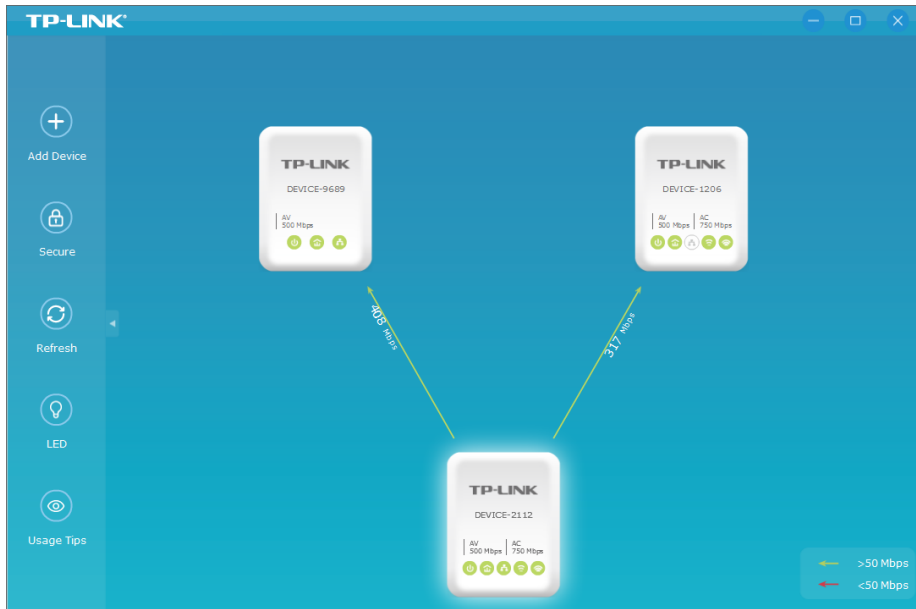 TP-LINK®
Add Device
Secure
Refresh
LED
Usage Tips
TP-LINK
DEVICE-9689
AV
500 Mbps
TP-LINK
DEVICE-1206
AV AC
500 Mbps 750 Mbps
408 Mbps
317 Mbps
TP-LINK
DEVICE-2112
AV AC
500 Mbps 750 Mbps
>50 Mbps
<50 Mbps